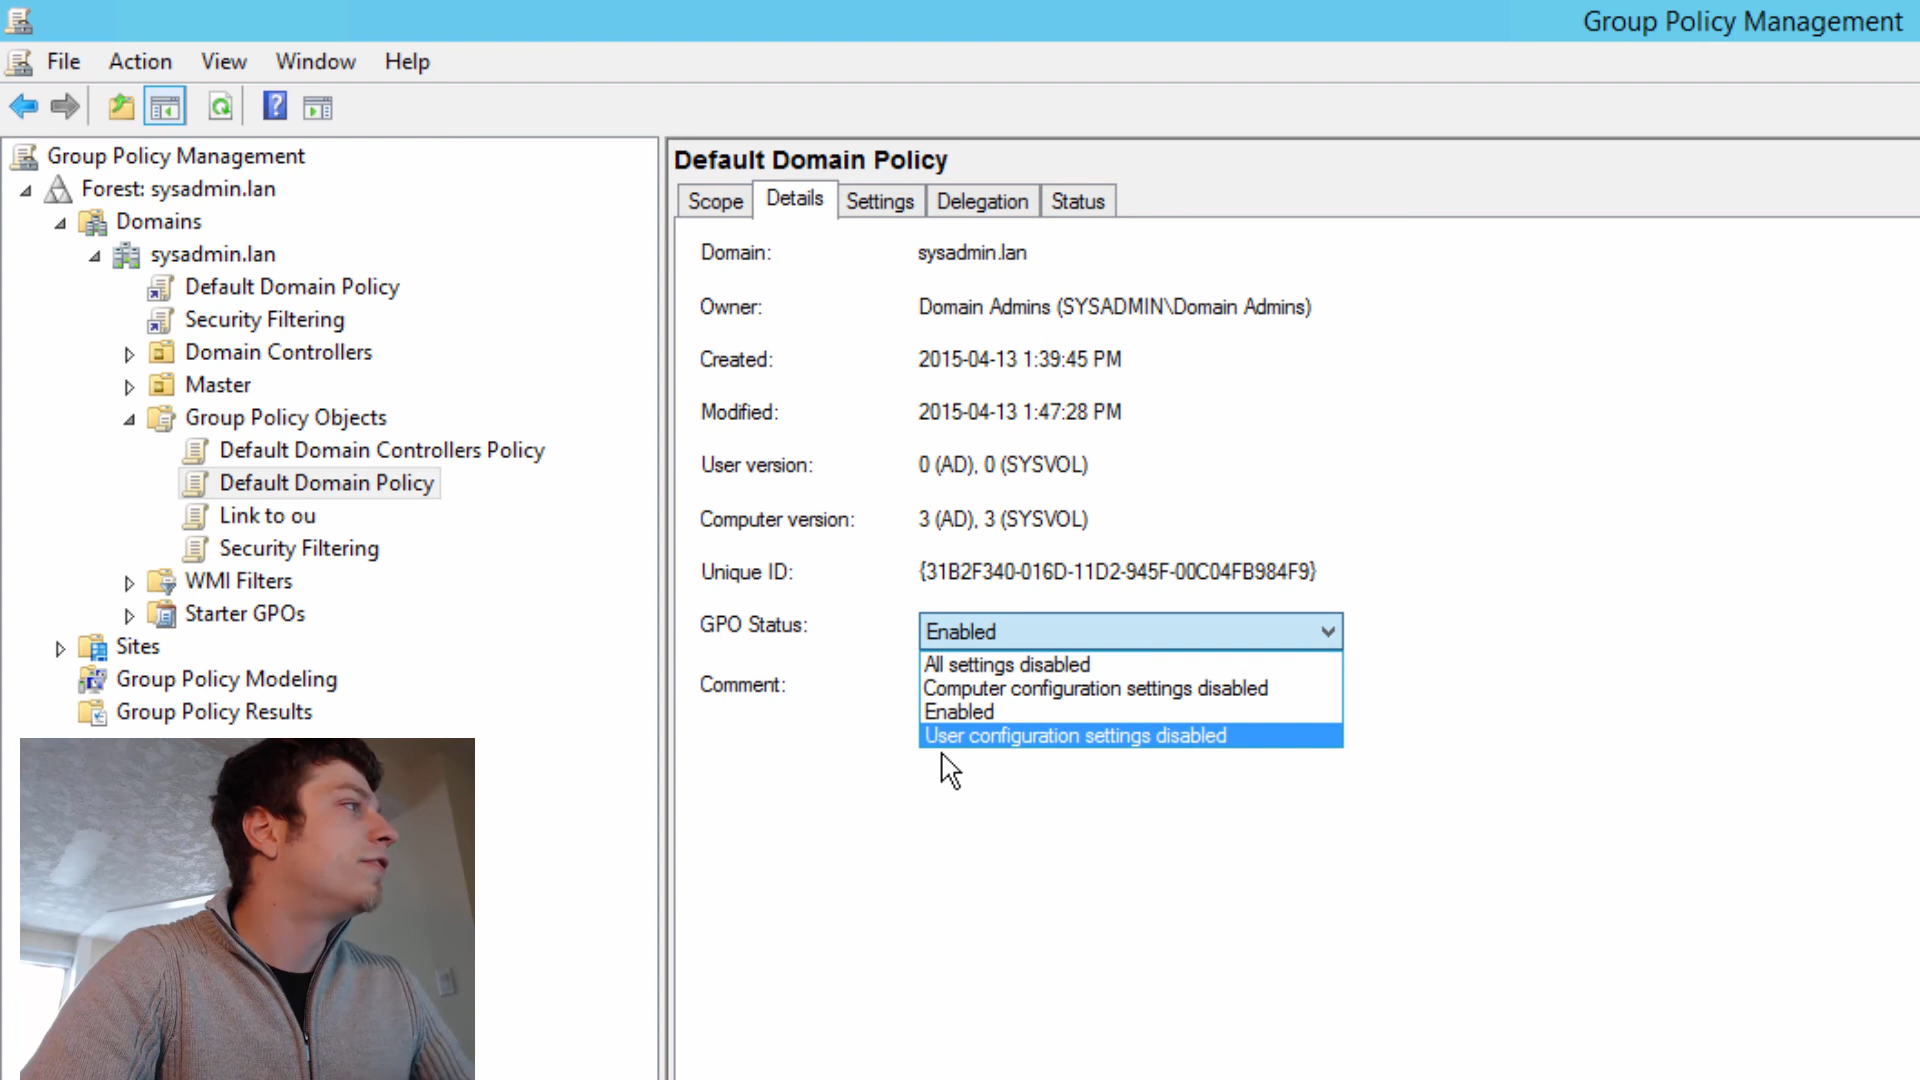 Group Policy Management
File Action View Window Help
Group Policy Management
Forest: sysadmin.lan
Domains
sysadmin.lan
Default Domain Policy
Security Filtering
Domain Controllers
Master
Group Policy Objects
Default Domain Controllers Policy
Default Domain Policy
Link to ou
Security Filtering
WMI Filters
Starter GPOs
Sites
Group Policy Modeling
Group Policy Results
Default Domain Policy
Scope Details Settings Delegation Status
Domain: sysadmin.lan
Owner: Domain Admins (SYSADMIN\Domain Admins)
Created: 2015-04-13 1:39:45 PM
Modified: 2015-04-13 1:47:28 PM
User version: 0 (AD), 0 (SYSVOL)
Computer version: 3 (AD), 3 (SYSVOL)
Unique ID: {31B2F340-016D-11D2-945F-00C04FB984F9}
GPO Status: Enabled
All settings disabled
Computer configuration settings disabled
Enabled
User configuration settings disabled
Comment: